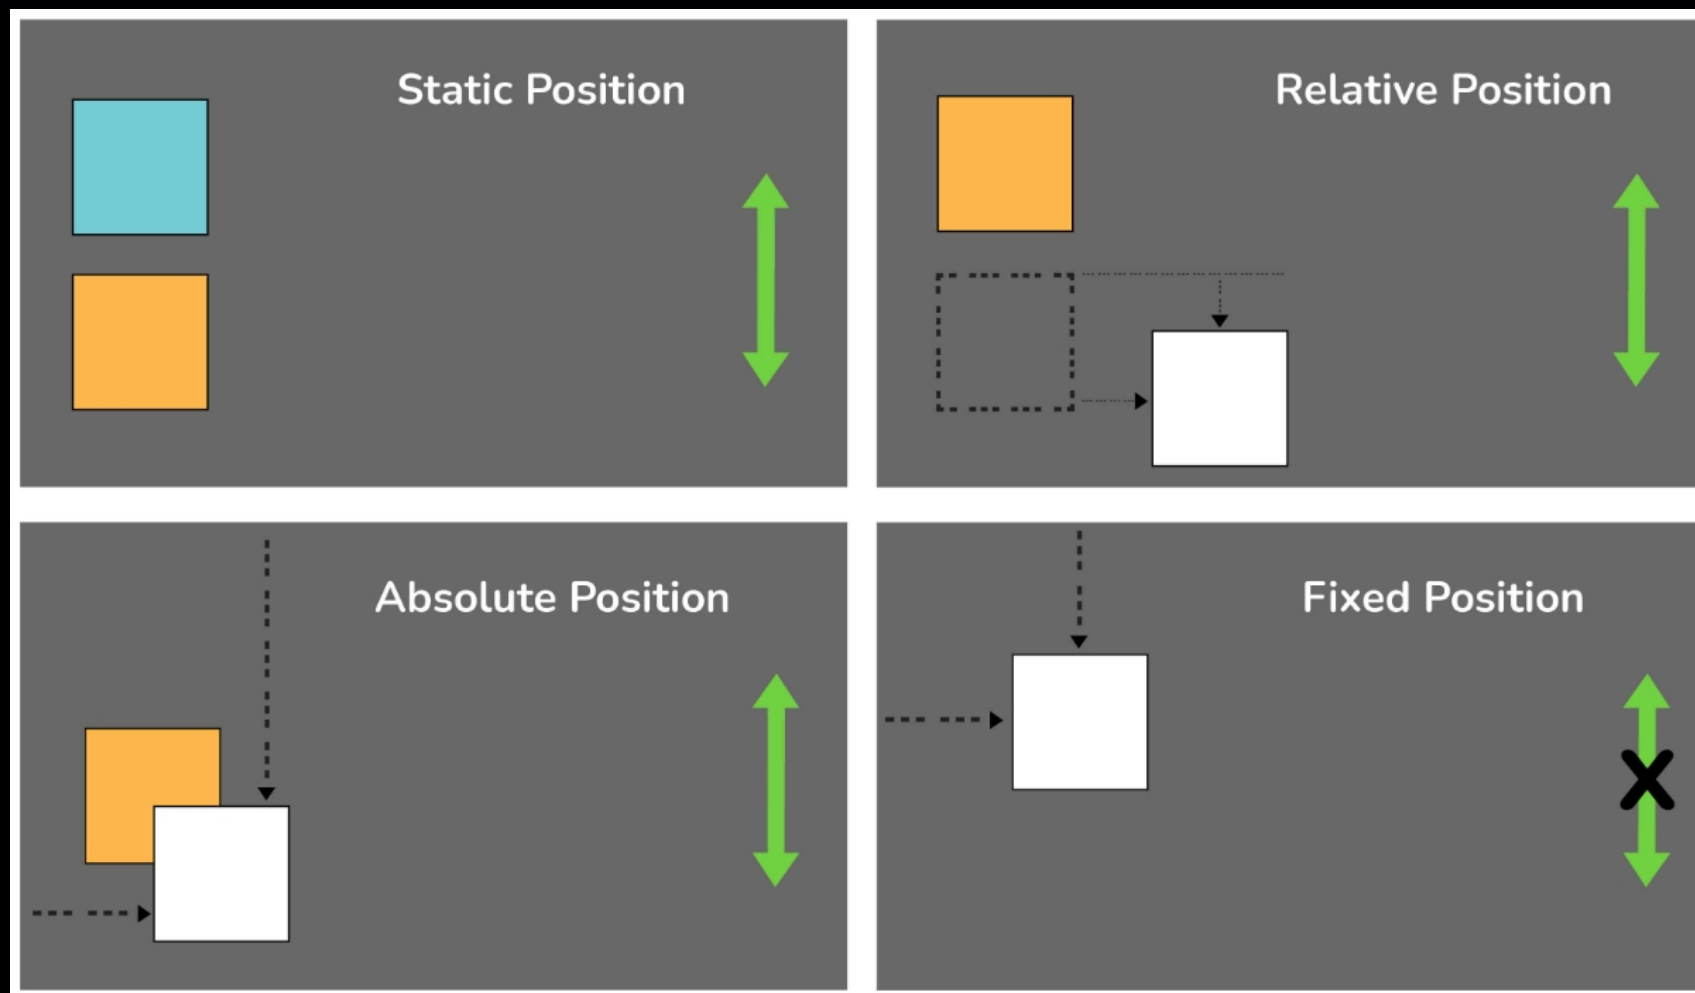 Static Position
Relative Position
Absolute Position
Fixed Position